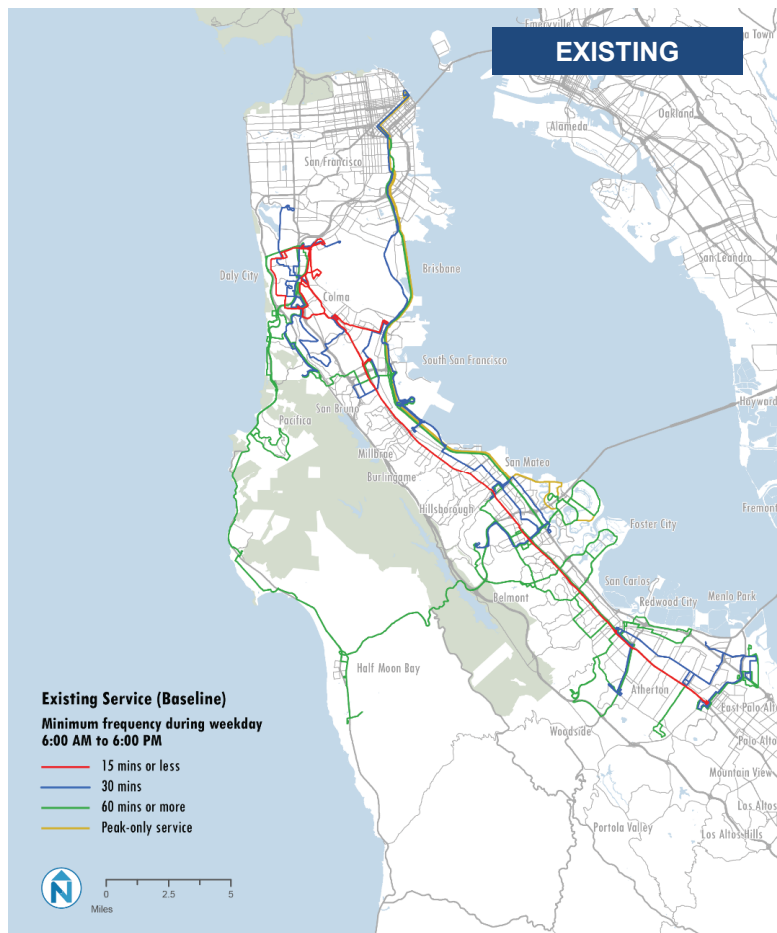 EXISTING
Emeryville
Town
Oakland
Alameda
San Francisco
San Leandro
Daly City
Brisbane
Colma
South San Francisco
Hayward
San Bruno
Pacifica
Millbrae
San Mateo
Burlingame
Hillsborough
Fremont
Foster City
San Carlos
Belmont
Redwood City
Menlo Park
Half Moon Bay
Atherton
East Palo Alt
Woodside
Palo Alto
Mountain View
Los Altos
Portola Valley
Los Altos Hills
Existing Service (Baseline)
Minimum frequency during weekday
6:00 AM to 6:00 PM
15 mins or less
30 mins
60 mins or more
Peak-only service
N
0 2.5 5
Miles